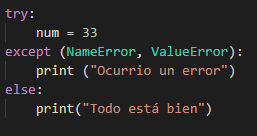 try:
    num = 33
except (NameError, ValueError):
    print ("Ocurrio un error")
else:
    print("Todo está bien")